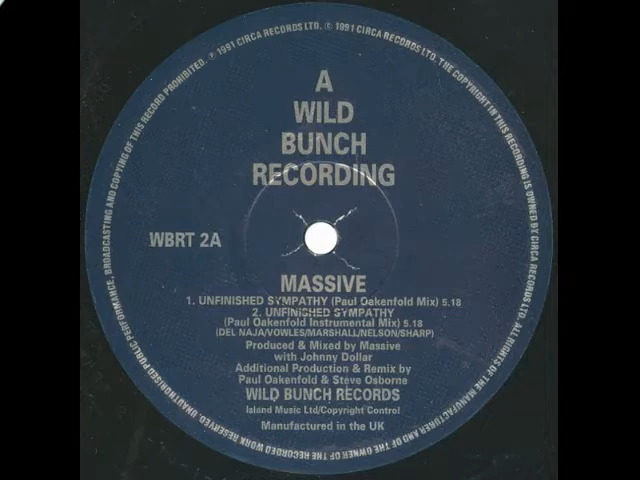 A
WILD
BUNCH
RECORDING
WBRT 2A
MASSIVE
1. UNFINISHED SYMPATHY (Paul Oakenfold Mix) 5.18
2. UNFINISHED SYMPATHY
(Paul Oakenfold Instrumental Mix) 5.18
(DEL NAJA/VOWLES/MARSHALL/NELSON/SHARP)
Produced & Mixed by Massive
with Johnny Dollar
Additional Production & Remix by
Paul Oakenfold & Steve Osborne
WILD BUNCH RECORDS
Island Music Ltd/Copyright Control
Manufactured in the UK
℗ 1991 CIRCA RECORDS LTD. © 1991 CIRCA RECORDS LTD. THE COPYRIGHT IN THIS RECORDING IS OWNED BY CIRCA RECORDS LTD. ALL RIGHTS OF THE MANUFACTURER AND OF THE OWNER OF THE RECORDED WORK RESERVED. UNAUTHORISED PUBLIC PERFORMANCE, BROADCASTING AND COPYING OF THIS RECORD PROHIBITED.